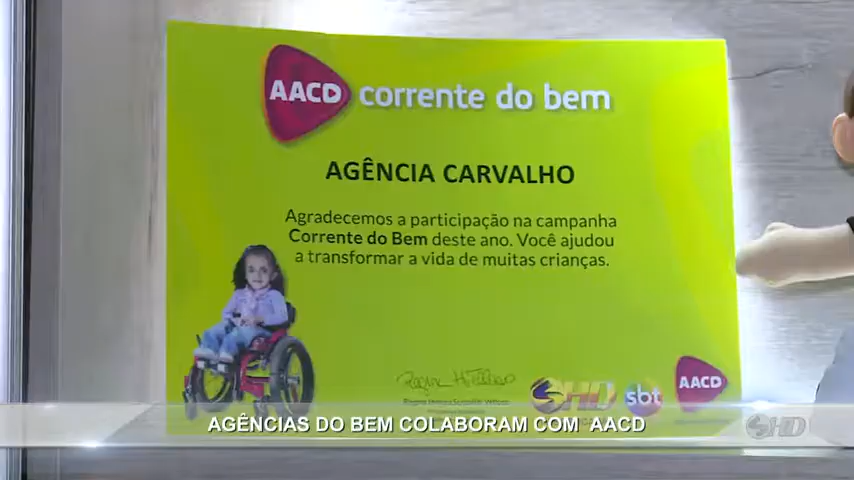 AACD corrente do bem
AGÊNCIA CARVALHO
Agradecemos a participação na campanha
Corrente do Bem deste ano. Você ajudou
a transformar a vida de muitas crianças.
HD sbt AACD
AGÊNCIAS DO BEM COLABORAM COM AACD
HD